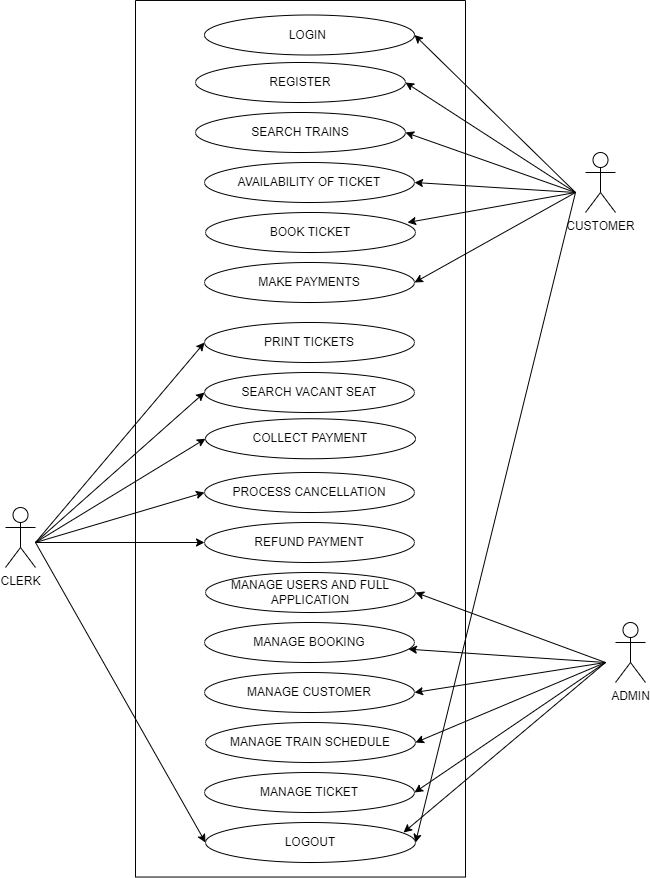 LOGIN
REGISTER
SEARCH TRAINS
AVAILABILITY OF TICKET
BOOK TICKET
CUSTOMER
MAKE PAYMENTS
PRINT TICKETS
SEARCH VACANT SEAT
COLLECT PAYMENT
PROCESS CANCELLATION
REFUND PAYMENT
CLERK
MANAGE USERS AND FULL
APPLICATION
MANAGE BOOKING
MANAGE CUSTOMER
ADMIN
MANAGE TRAIN SCHEDULE
MANAGE TICKET
LOGOUT